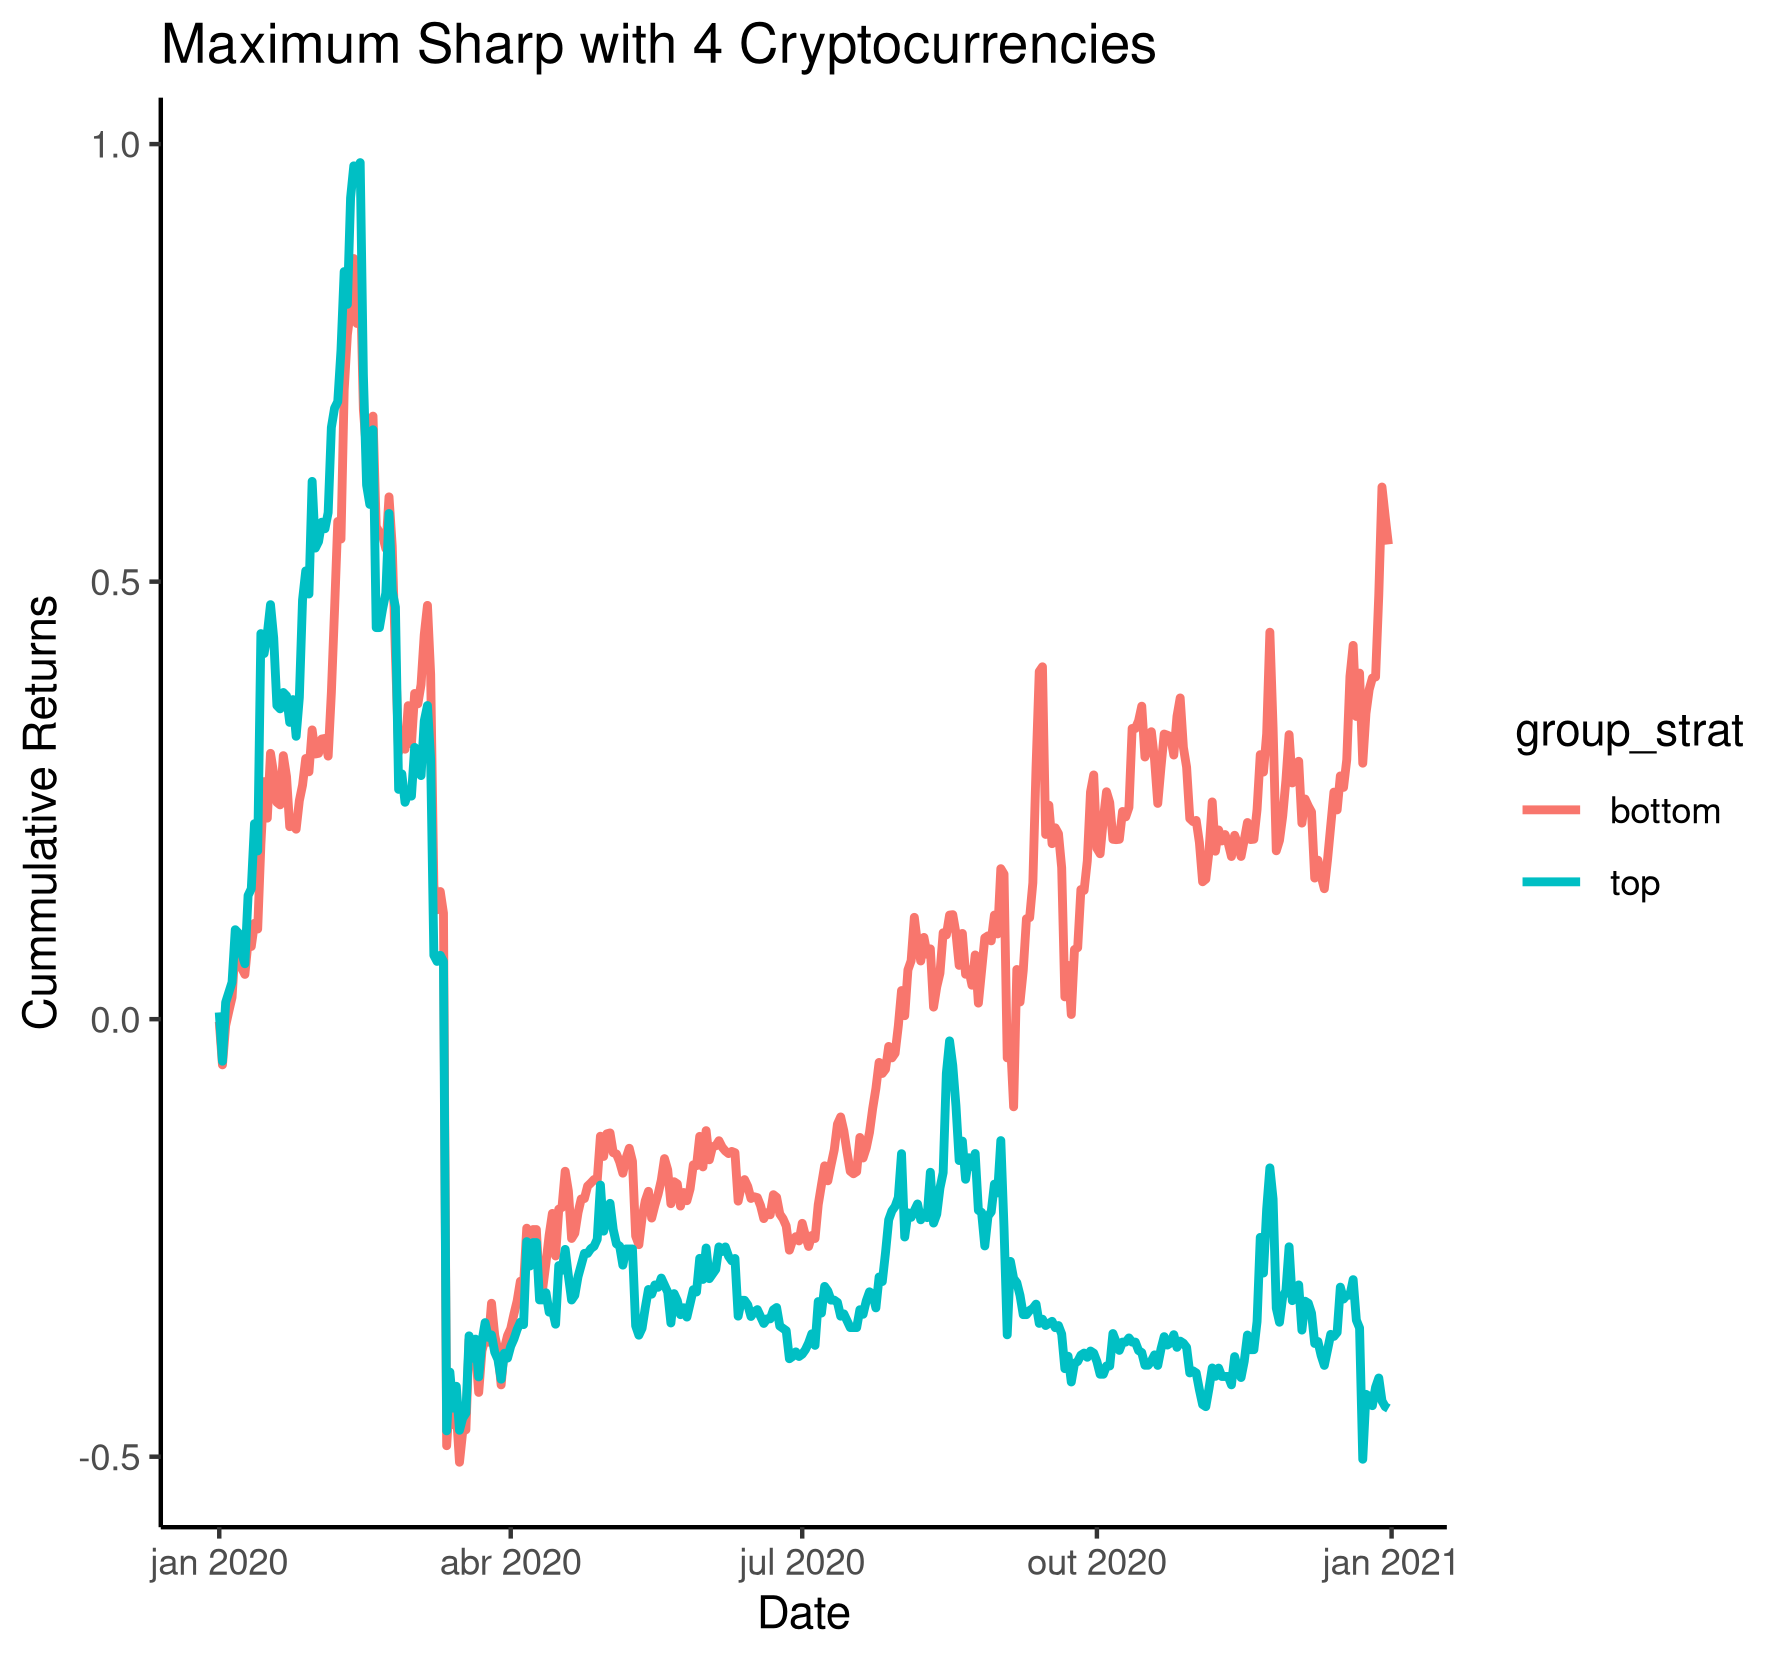 Maximum Sharp with 4 Cryptocurrencies
1.0
0.5
0.0
-0.5
Cummulative Returns
jan 2020
abr 2020
jul 2020
out 2020
jan 2021
Date
group_strat
bottom
top